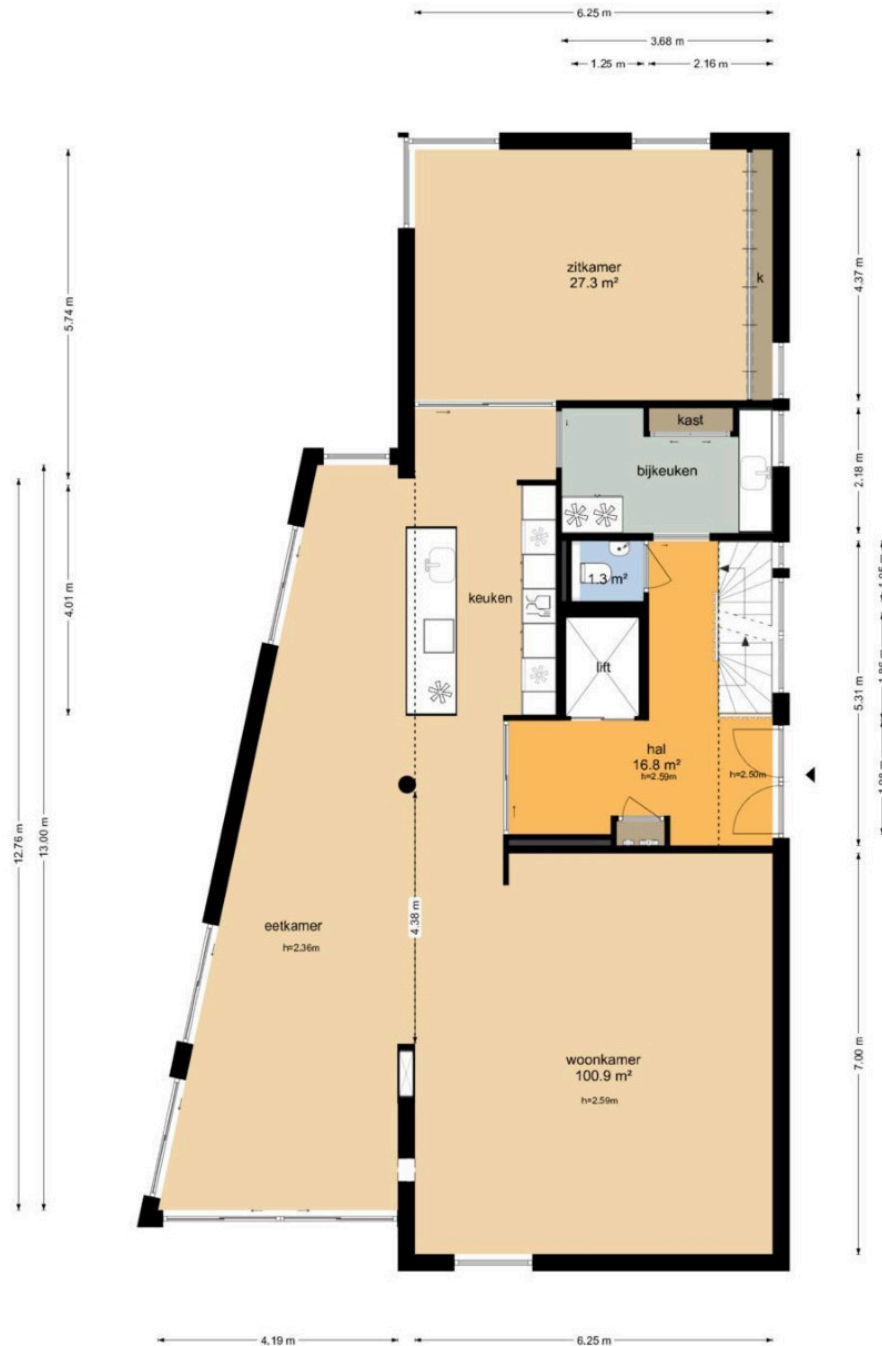 6.25 m
3.68 m
1.25 m
2.16 m
5.74 m
4.37 m
zitkamer
27.3 m²
k
kast
bijkeuken
2.18 m
12.76 m
13.00 m
4.01 m
keuken
1.3 m²
lift
5.31 m
hal
16.8 m²
h=2.59m
h=2.50m
4.38 m
eetkamer
h=2.36m
woonkamer
100.9 m²
h=2.59m
7.00 m
4.19 m
6.25 m